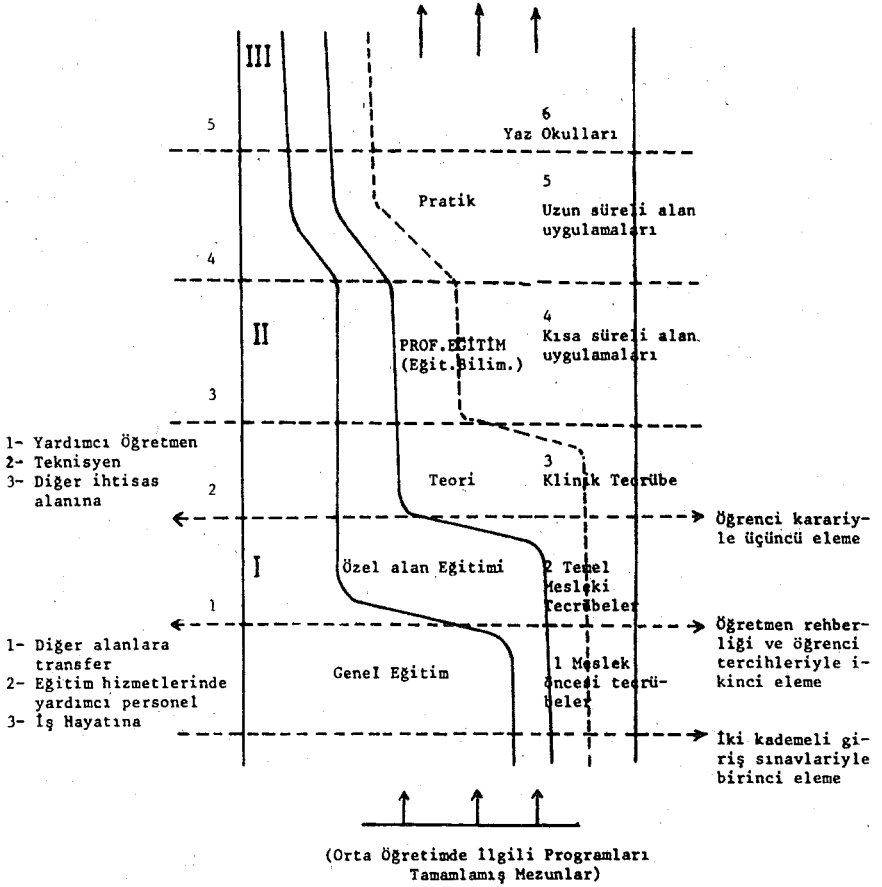 III
5
6
Yaz Okulları
Pratik
5
Uzun süreli alan
uygulamaları
4
II
4
Kısa süreli alan
uygulamaları
PROF.EĞİTİM
(Eğit.Bilim.)
3
1- Yardımcı Öğretmen
2- Teknisyen
3- Diğer ihtisas
alanına
2
Teori
3
Klinik Tecrübe
Öğrenci karariy-
le üçüncü eleme
I
Özel alan Eğitimi
2 Temel
Mesleki
Tecrübeler
1
1- Diğer alanlara
transfer
2- Eğitim hizmetlerinde
yardımcı personel
3- İş Hayatına
Genel Eğitim
1 Meslek
öncesi tecrü-
beler
Öğretmen rehber-
liği ve öğrenci
tercihleriyle i-
kinci eleme
İki kademeli gi-
riş sınavlariyle
birinci eleme
(Orta Öğretimde İlgili Programları
Tamamlamış Mezunlar)